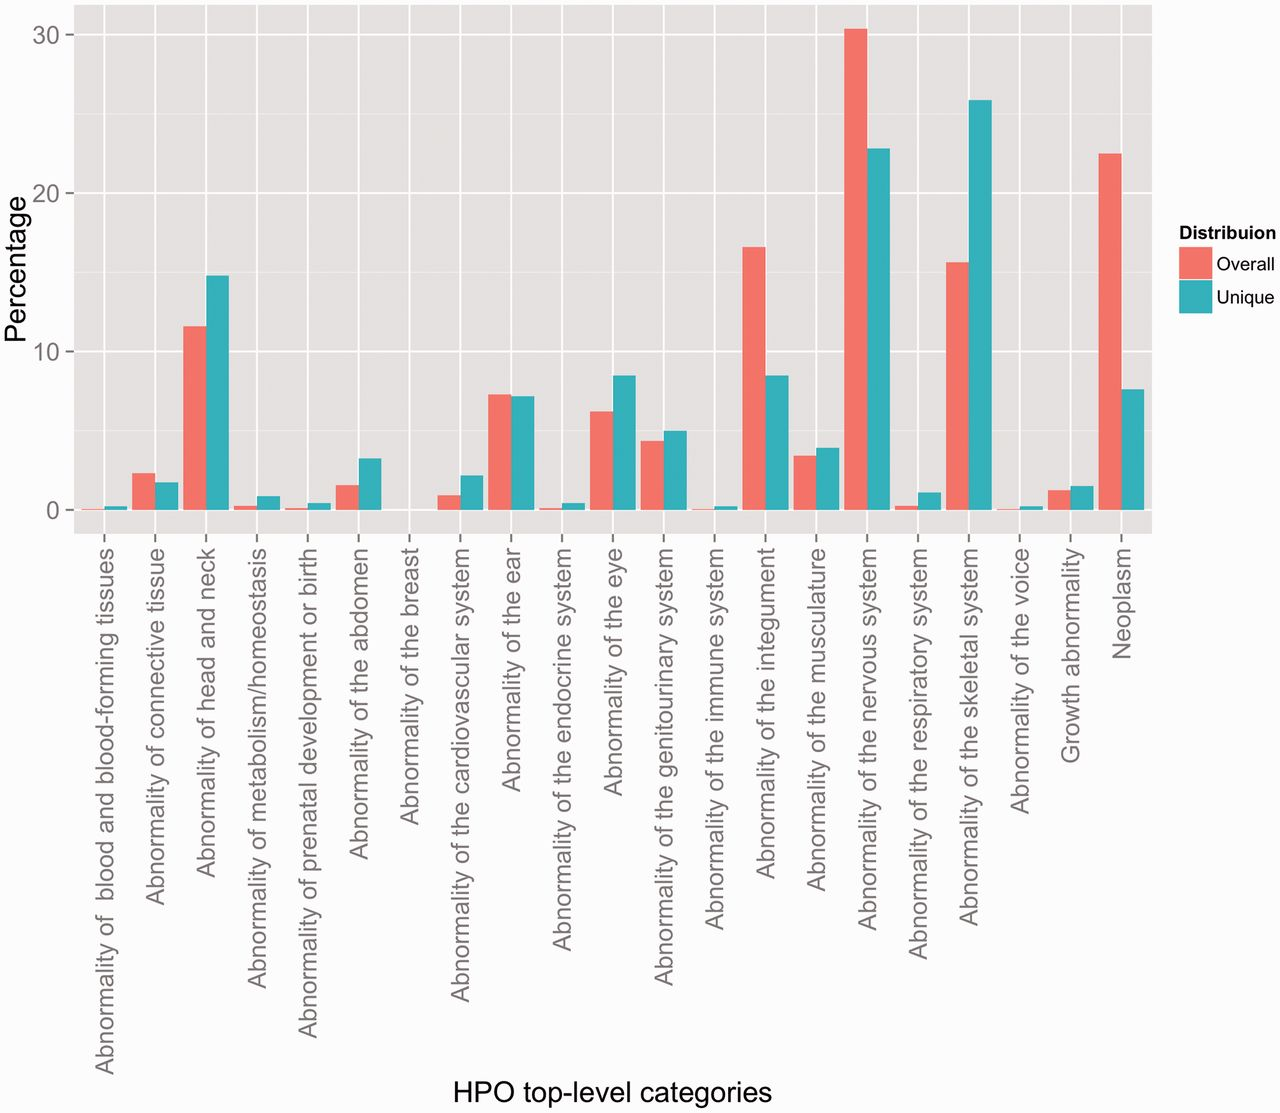 30
20
10
0
Percentage
Abnormality of  blood and blood-forming tissues
Abnormality of connective tissue
Abnormality of head and neck
Abnormality of metabolism/homeostasis
Abnormality of prenatal development or birth
Abnormality of the abdomen
Abnormality of the breast
Abnormality of the cardiovascular system
Abnormality of the ear
Abnormality of the endocrine system
Abnormality of the eye
Abnormality of the genitourinary system
Abnormality of the immune system
Abnormality of the integument
Abnormality of the musculature
Abnormality of the nervous system
Abnormality of the respiratory system
Abnormality of the skeletal system
Abnormality of the voice
Growth abnormality
Neoplasm
HPO top-level categories
Distribuion
Overall
Unique